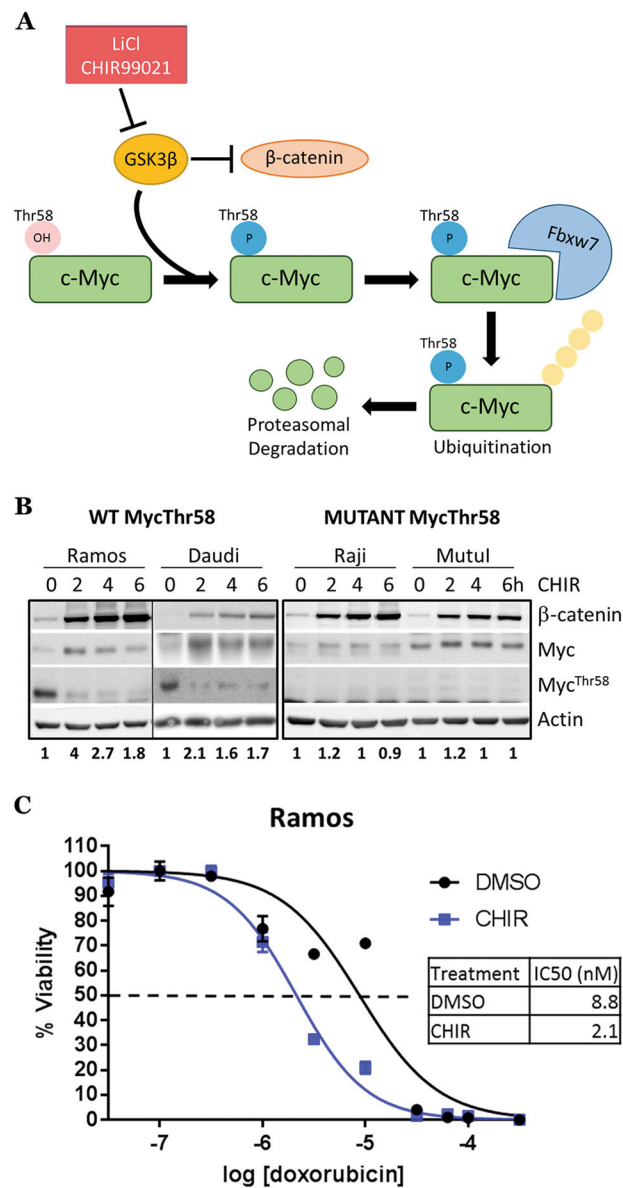 A
LiCl
CHIR99021
GSK3β
β-catenin
Thr58
OH
c-Myc
Thr58
P
c-Myc
Thr58
P
c-Myc
Fbxw7
Thr58
P
c-Myc
Proteasomal
Degradation
Ubiquitination
B
WT MycThr58 MUTANT MycThr58
Ramos Daudi Raji Mutul
0 2 4 6 0 2 4 6 0 2 4 6 0 2 4 6h CHIR
β-catenin
Myc
Myc^Thr58
Actin
1 4 2.7 1.8 1 2.1 1.6 1.7 1 1.2 1 0.9 1 1.2 1 1
C
Ramos
% Viability
110
100
90
80
70
60
50
40
30
20
10
0
DMSO
CHIR
Treatment IC50 (nM)
DMSO 8.8
CHIR 2.1
-7 -6 -5 -4
log [doxorubicin]